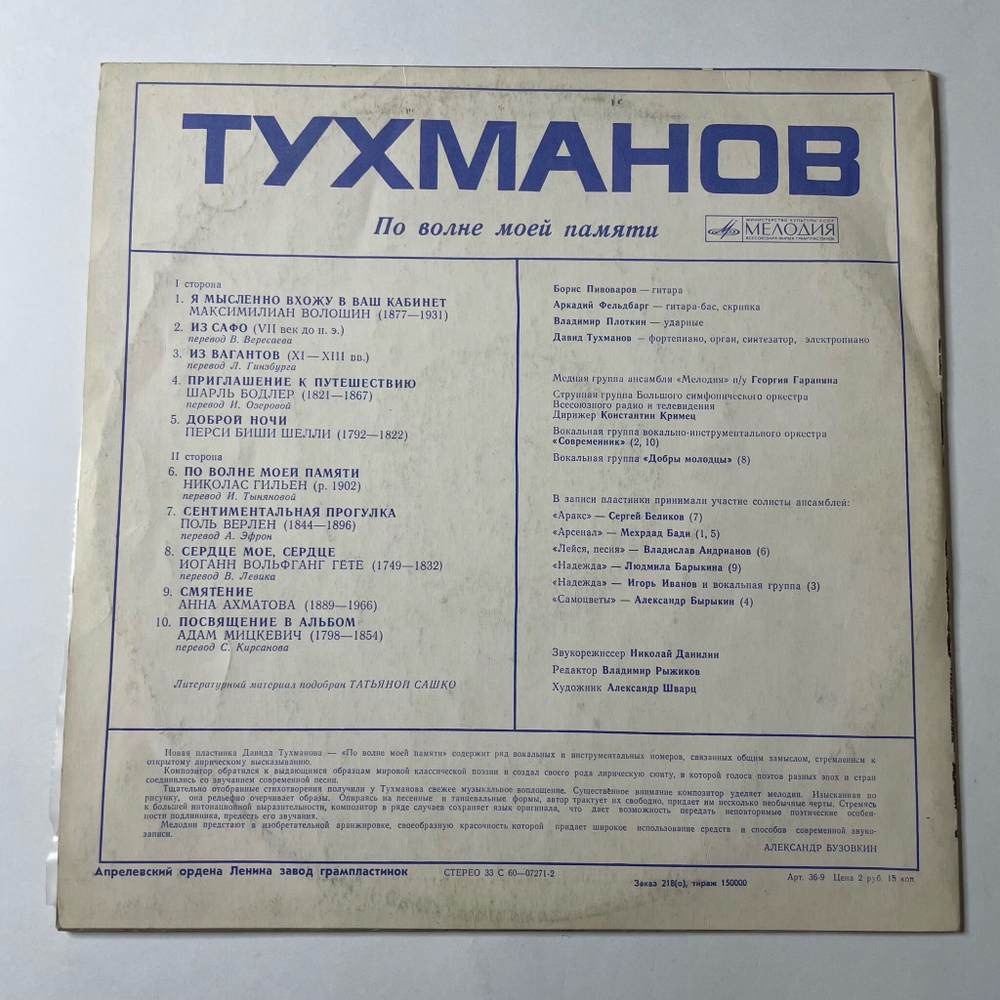 ТУХМАНОВ
По волне моей памяти
МИНИСТЕРСТВО КУЛЬТУРЫ СССР
МЕЛОДИЯ
ВСЕСОЮЗНАЯ ФИРМА ГРАМПЛАСТИНОК
I сторона
1. Я МЫСЛЕННО ВХОЖУ В ВАШ КАБИНЕТ
МАКСИМИЛИАН ВОЛОШИН (1877—1931)
2. ИЗ САФО (VII век до н. э.)
перевод В. Вересаева
3. ИЗ ВАГАНТОВ (XI—XIII вв.)
перевод Л. Гинзбурга
4. ПРИГЛАШЕНИЕ К ПУТЕШЕСТВИЮ
ШАРЛЬ БОДЛЕР (1821—1867)
перевод И. Озеровой
5. ДОБРОЙ НОЧИ
ПЕРСИ БИШИ ШЕЛЛИ (1792—1822)
II сторона
6. ПО ВОЛНЕ МОЕЙ ПАМЯТИ
НИКОЛАС ГИЛЬЕН (р. 1902)
перевод И. Тыняновой
7. СЕНТИМЕНТАЛЬНАЯ ПРОГУЛКА
ПОЛЬ ВЕРЛЕН (1844—1896)
перевод А. Эфрон
8. СЕРДЦЕ МОЕ, СЕРДЦЕ
ИОГАНН ВОЛЬФГАНГ ГЕТЕ (1749—1832)
перевод В. Левика
9. СМЯТЕНИЕ
АННА АХМАТОВА (1889—1966)
10. ПОСВЯЩЕНИЕ В АЛЬБОМ
АДАМ МИЦКЕВИЧ (1798—1854)
перевод С. Кирсанова
Литературный материал подобран ТАТЬЯНОЙ САШКО
Борис Пивоваров — гитара
Аркадий Фельдбарг — гитара-бас, скрипка
Владимир Плоткин — ударные
Давид Тухманов — фортепиано, орган, синтезатор, электропиано
Медная группа ансамбля «Мелодия» п/у Георгия Гараняна
Струнная группа Большого симфонического оркестра
Всесоюзного радио и телевидения
Дирижер Константин Кримец
Вокальная группа вокально-инструментального оркестра
«Современник» (2, 10)
Вокальная группа «Добры молодцы» (8)
В записи пластинки принимали участие солисты ансамблей:
«Аракс» — Сергей Беликов (7)
«Арсенал» — Мехрдад Бади (1, 5)
«Лейся, песня» — Владислав Андрианов (6)
«Надежда» — Людмила Барыкина (9)
«Надежда» — Игорь Иванов и вокальная группа (3)
«Самоцветы» — Александр Бырыкин (4)
Звукорежиссер Николай Данилин
Редактор Владимир Рыжиков
Художник Александр Шварц
Новая пластинка Давида Тухманова — «По волне моей памяти» содержит ряд вокальных и инструментальных номеров, связанных общим замыслом, стремлением к
открытому лирическому высказыванию.
Композитор обратился к выдающимся образцам мировой классической поэзии и создал своего рода лирическую сюиту, в которой голоса поэтов разных эпох и стран
соединились со звучанием современной песни.
Тщательно отобранные стихотворения получили у Тухманова свежее музыкальное воплощение. Существенное внимание композитор уделяет мелодии. Изысканная по
рисунку, она рельефно очерчивает образы. Опираясь на песенные и танцевальные формы, автор трактует их свободно, придает им несколько необычные черты. Стремясь
к большей интонационной выразительности, композитор в ряде случаев сохраняет язык оригинала, что дает возможность передать неповторимые поэтические особен-
ности подлинника, прелесть его звучания.
Мелодии предстают в изобретательной аранжировке, своеобразную красочность которой придает широкое использование средств и способов современной звуко-
записи.
АЛЕКСАНДР БУЗОВКИН
Апрелевский ордена Ленина завод грампластинок
СТЕРЕО 33 С 60—07271-2
Заказ 218(о), тираж 150000
Арт. 36-9 Цена 2 руб. 15 коп.